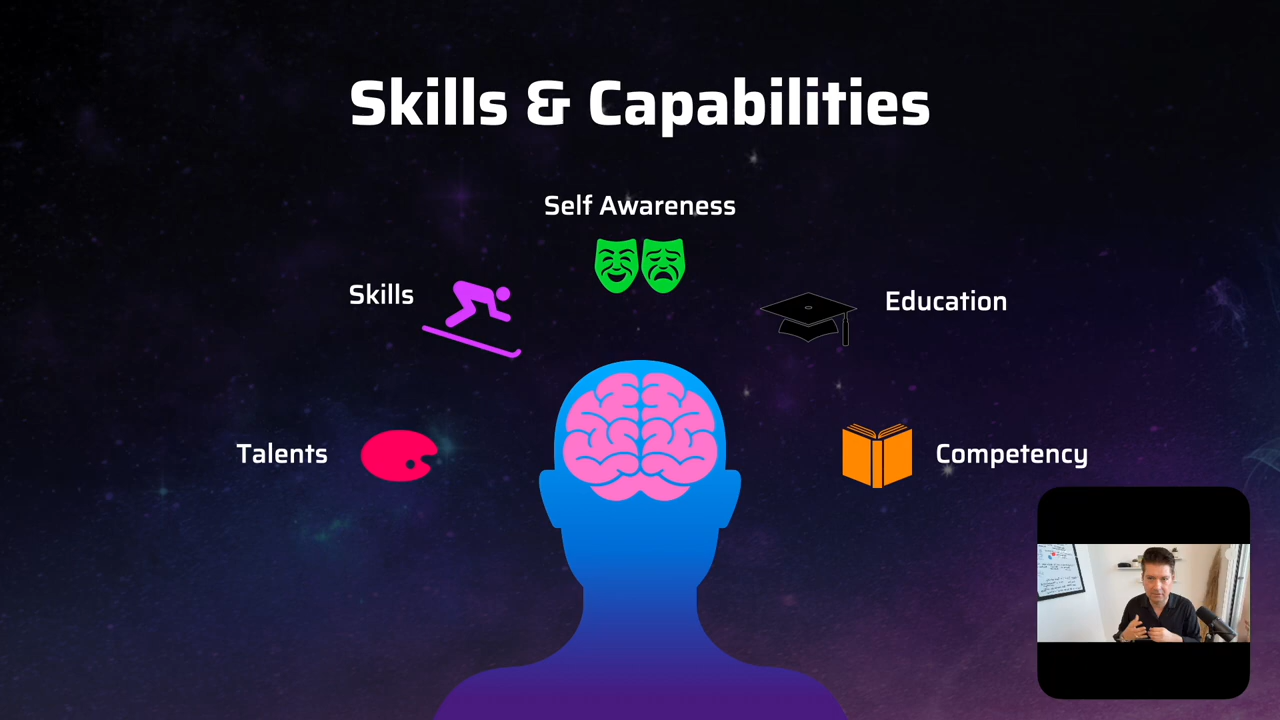 Skills & Capabilities
Self Awareness
Skills
Education
Talents
Competency